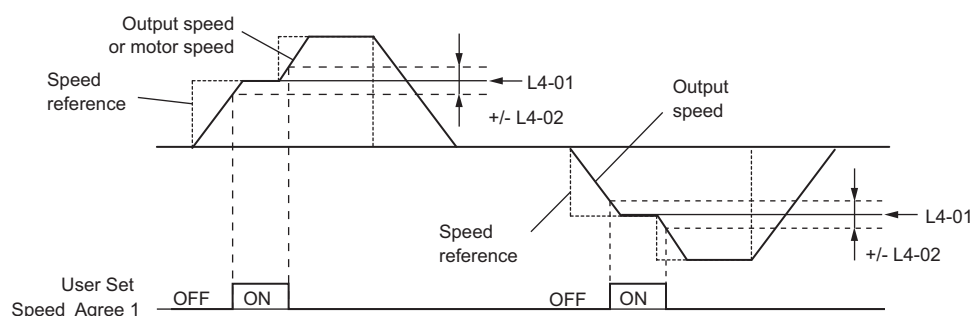 Output speed
or motor speed
Speed
reference
L4-01
+/- L4-02
Output
speed
Speed
reference
L4-01
+/- L4-02
User Set
Speed Agree 1
OFF
ON
OFF
ON